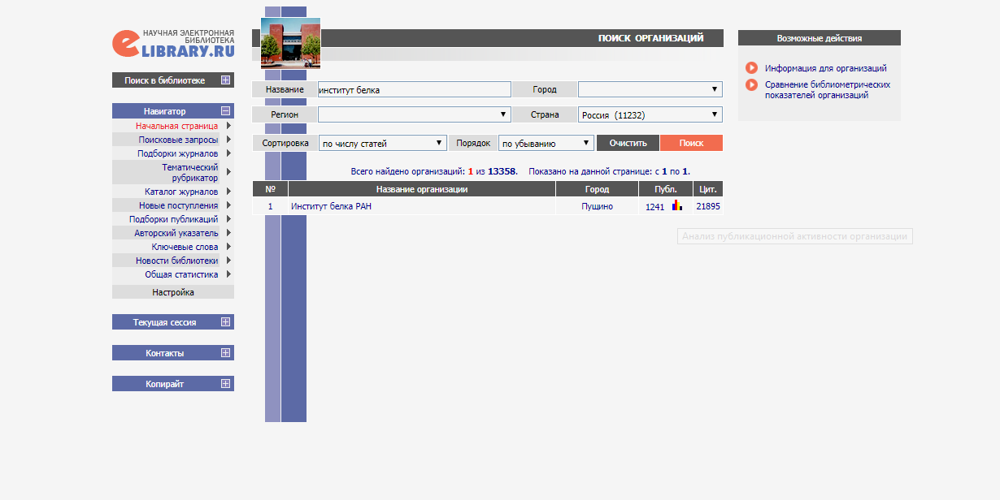 НАУЧНАЯ ЭЛЕКТРОННАЯ
БИБЛИОТЕКА
eLIBRARY.RU
Поиск в библиотеке
Навигатор
Начальная страница
Поисковые запросы
Подборки журналов
Тематический
рубрикатор
Каталог журналов
Новые поступления
Подборки публикаций
Авторский указатель
Ключевые слова
Новости библиотеки
Общая статистика
Настройка
Текущая сессия
Контакты
Копирайт
ПОИСК ОРГАНИЗАЦИЙ
Название институт белка Город
Регион Страна Россия (11232)
Сортировка по числу статей Порядок по убыванию Очистить Поиск
Всего найдено организаций: 1 из 13358. Показано на данной странице: с 1 по 1.
№ Название организации Город Публ. Цит.
1 Институт белка РАН Пущино 1241 21895
Анализ публикационной активности организации
Возможные действия
Информация для организаций
Сравнение библиометрических
показателей организаций